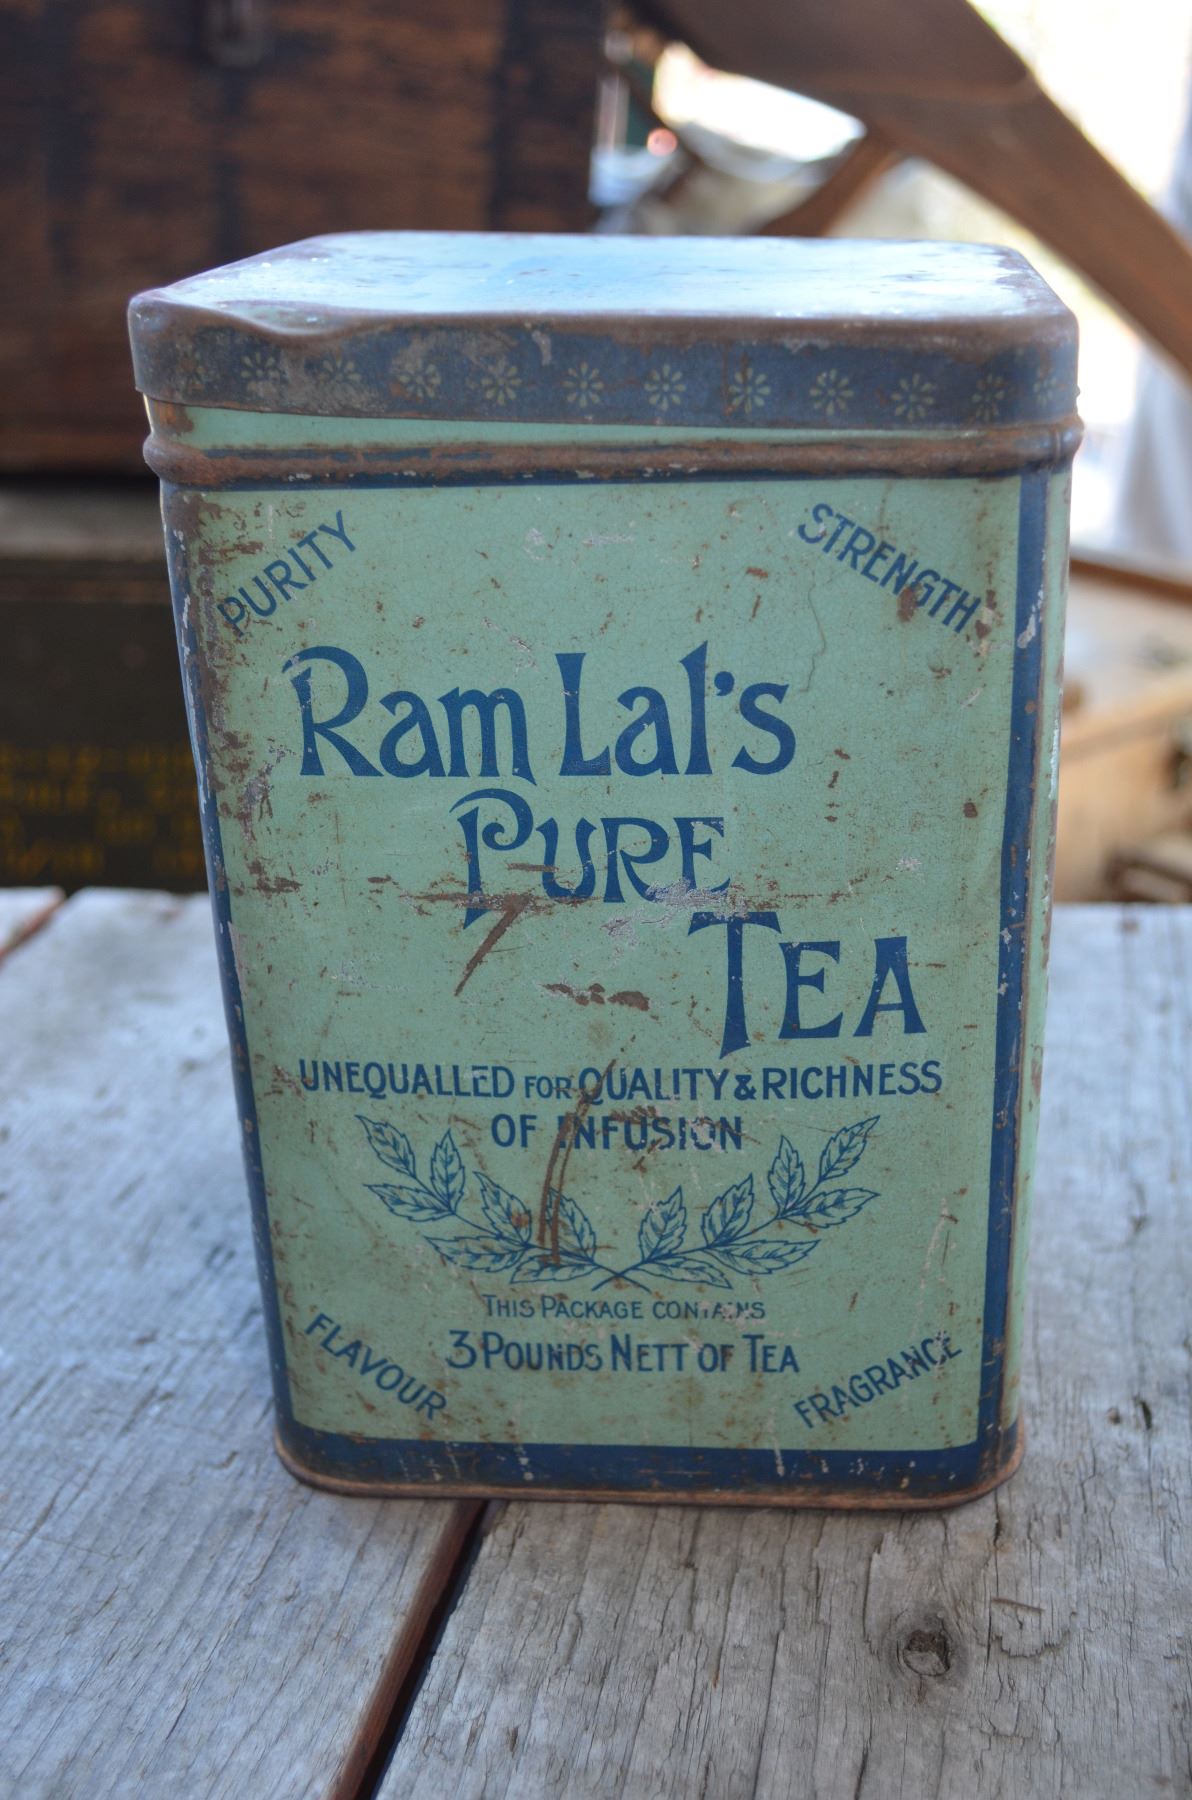 PURITY
STRENGTH
Ram Lal's
PURE
TEA
UNEQUALLED FOR QUALITY & RICHNESS
OF INFUSION
THIS PACKAGE CONTAINS
3 POUNDS NETT OF TEA
FLAVOUR
FRAGRANCE